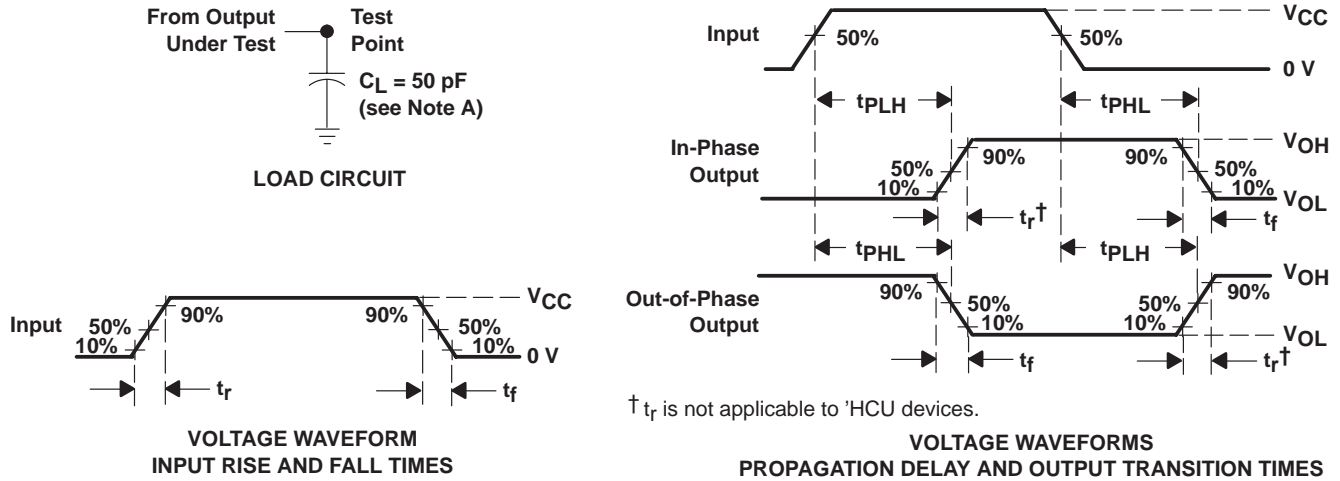 From Output
Under Test
Test
Point
CL = 50 pF
(see Note A)
LOAD CIRCUIT
Input
50%
50%
VCC
0 V
tPLH
tPHL
In-Phase
Output
50%
10%
90%
90%
50%
10%
VOH
VOL
tr†
tf
tPHL
tPLH
Out-of-Phase
Output
90%
50%
10%
50%
10%
90%
VOH
VOL
tf
tr†
† tr is not applicable to ’HCU devices.
VOLTAGE WAVEFORMS
PROPAGATION DELAY AND OUTPUT TRANSITION TIMES
Input
50%
10%
90%
90%
50%
10%
VCC
0 V
tr
tf
VOLTAGE WAVEFORM
INPUT RISE AND FALL TIMES